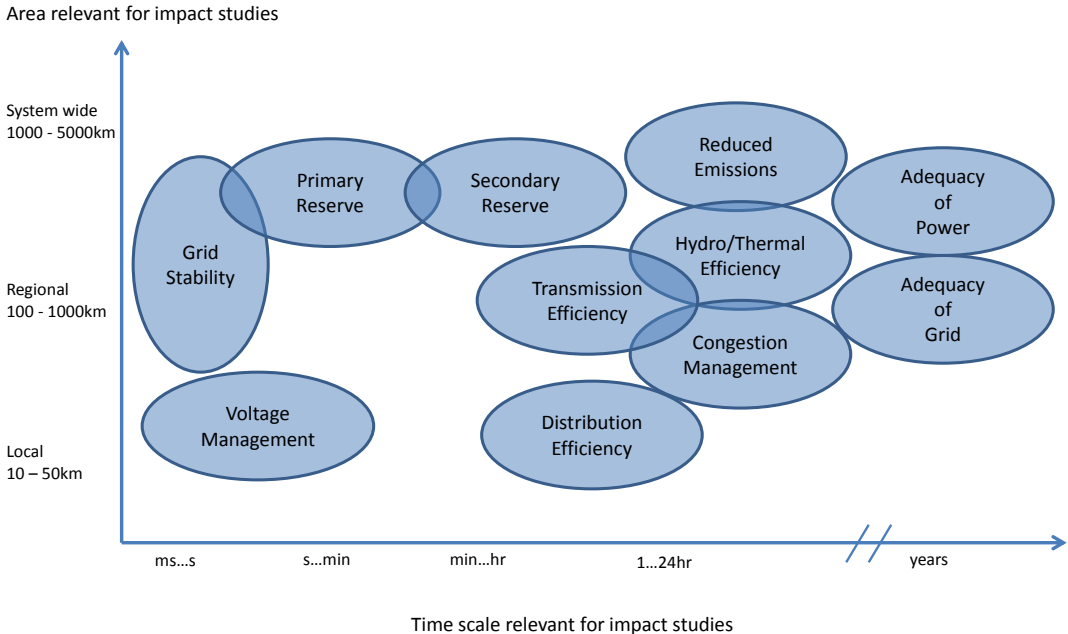 Area relevant for impact studies
System wide
1000 - 5000km
Reduced
Emissions
Primary
Reserve
Secondary
Reserve
Adequacy
of
Power
Grid
Stability
Hydro/Thermal
Efficiency
Regional
100 - 1000km
Transmission
Efficiency
Adequacy
of
Grid
Congestion
Management
Voltage
Management
Distribution
Efficiency
Local
10 – 50km
ms...s
s...min
min...hr
1...24hr
years
Time scale relevant for impact studies